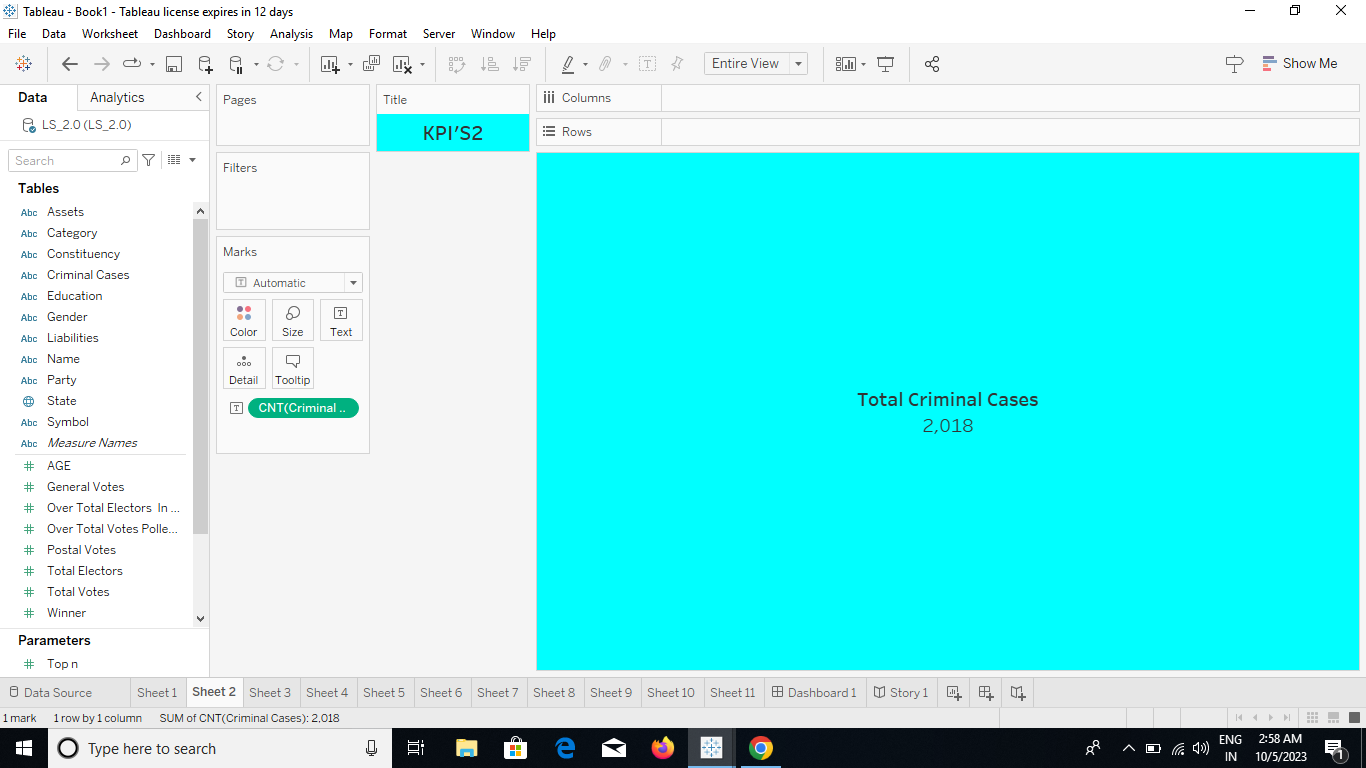 Tableau - Book1 - Tableau license expires in 12 days
File Data Worksheet Dashboard Story Analysis Map Format Server Window Help
Entire View
Show Me
Data Analytics
LS_2.0 (LS_2.0)
Search
Tables
Abc Assets
Abc Category
Abc Constituency
Abc Criminal Cases
Abc Education
Abc Gender
Abc Liabilities
Abc Name
Abc Party
State
Abc Symbol
Abc Measure Names
# AGE
# General Votes
# Over Total Electors In ...
# Over Total Votes Polle...
# Postal Votes
# Total Electors
# Total Votes
# Winner
Parameters
# Top n
Pages
Filters
Marks
T Automatic
Color Size T Text
Detail Tooltip
T CNT(Criminal ..
Title
KPI'S2
Columns
Rows
Total Criminal Cases
2,018
Data Source Sheet 1 Sheet 2 Sheet 3 Sheet 4 Sheet 5 Sheet 6 Sheet 7 Sheet 8 Sheet 9 Sheet 10 Sheet 11 Dashboard 1 Story 1
1 mark 1 row by 1 column SUM of CNT(Criminal Cases): 2,018
Type here to search
ENG
IN
2:58 AM
10/5/2023
1